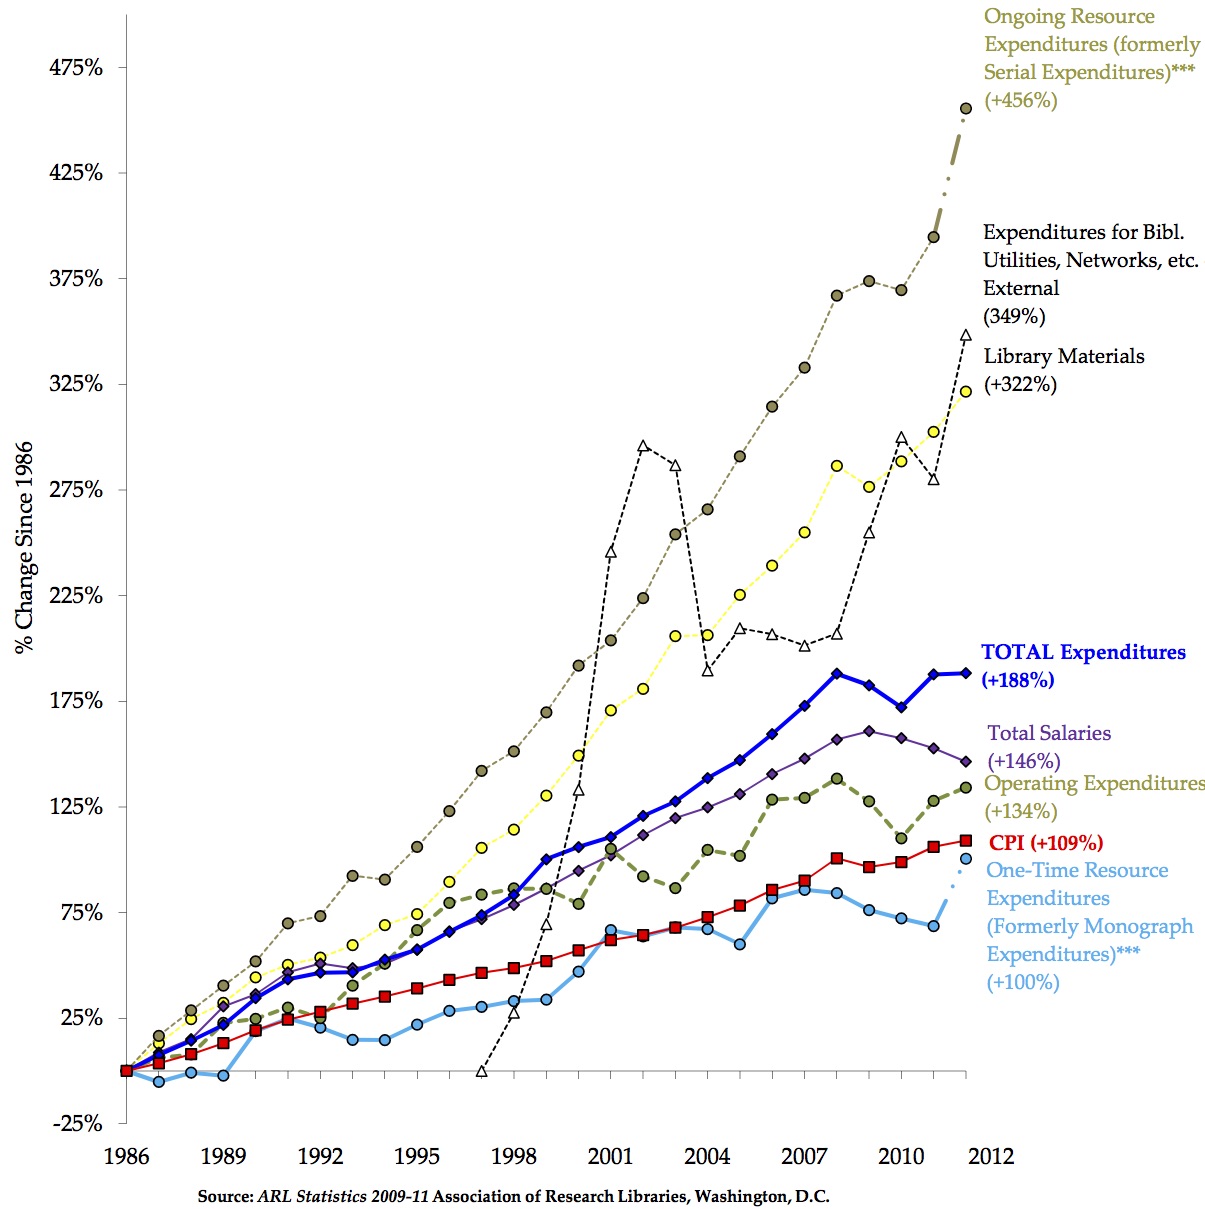 Ongoing Resource
Expenditures (formerly
Serial Expenditures)***
(+456%)
475%
425%
Expenditures for Bibl.
Utilities, Networks, etc.
External
(349%)
375%
Library Materials
(+322%)
325%
% Change Since 1986
275%
225%
TOTAL Expenditures
(+188%)
175%
Total Salaries
(+146%)
Operating Expenditures
(+134%)
125%
CPI (+109%)
One-Time Resource
Expenditures
(Formerly Monograph
Expenditures)***
(+100%)
75%
25%
-25%
1986 1989 1992 1995 1998 2001 2004 2007 2010 2012
Source: ARL Statistics 2009-11 Association of Research Libraries, Washington, D.C.